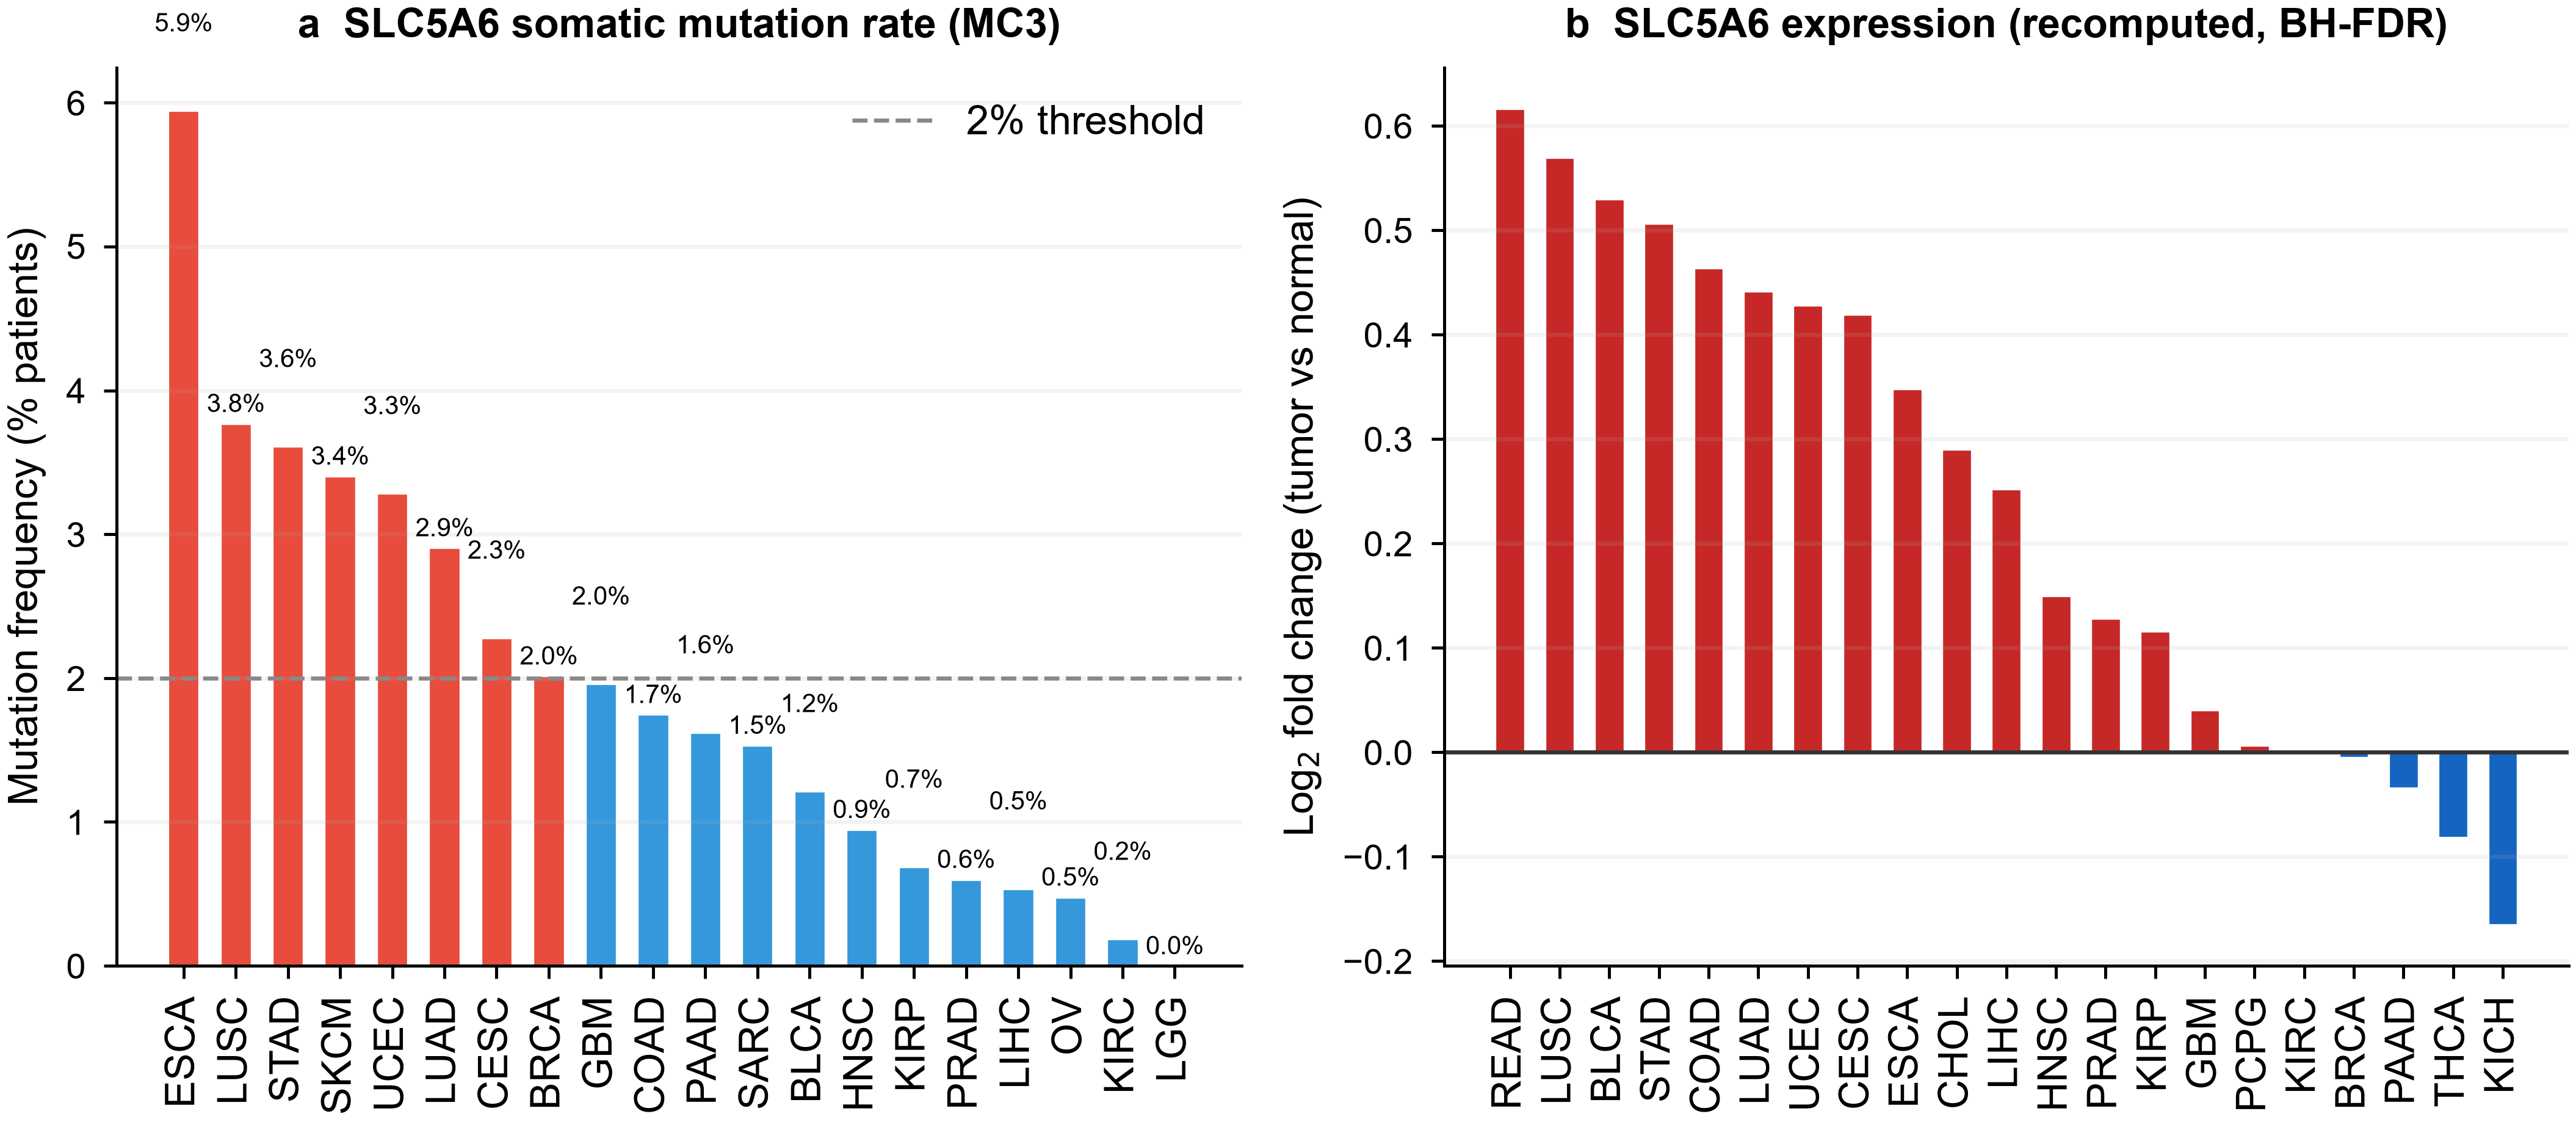 a SLC5A6 somatic mutation rate (MC3)
Mutation frequency (% patients)
6
5
4
3
2
1
0
2% threshold
5.9%
3.8%
3.6%
3.4%
3.3%
2.9%
2.3%
2.0%
2.0%
1.7%
1.6%
1.5%
1.2%
0.9%
0.7%
0.6%
0.5%
0.5%
0.2%
0.0%
ESCA
LUSC
STAD
SKCM
UCEC
LUAD
CESC
BRCA
GBM
COAD
PAAD
SARC
BLCA
HNSC
KIRP
PRAD
LIHC
OV
KIRC
LGG
b SLC5A6 expression (recomputed, BH-FDR)
Log₂ fold change (tumor vs normal)
0.6
0.5
0.4
0.3
0.2
0.1
0.0
−0.1
−0.2
READ
LUSC
BLCA
STAD
COAD
LUAD
UCEC
CESC
ESCA
CHOL
LIHC
HNSC
PRAD
KIRP
GBM
PCPG
KIRC
BRCA
PAAD
THCA
KICH